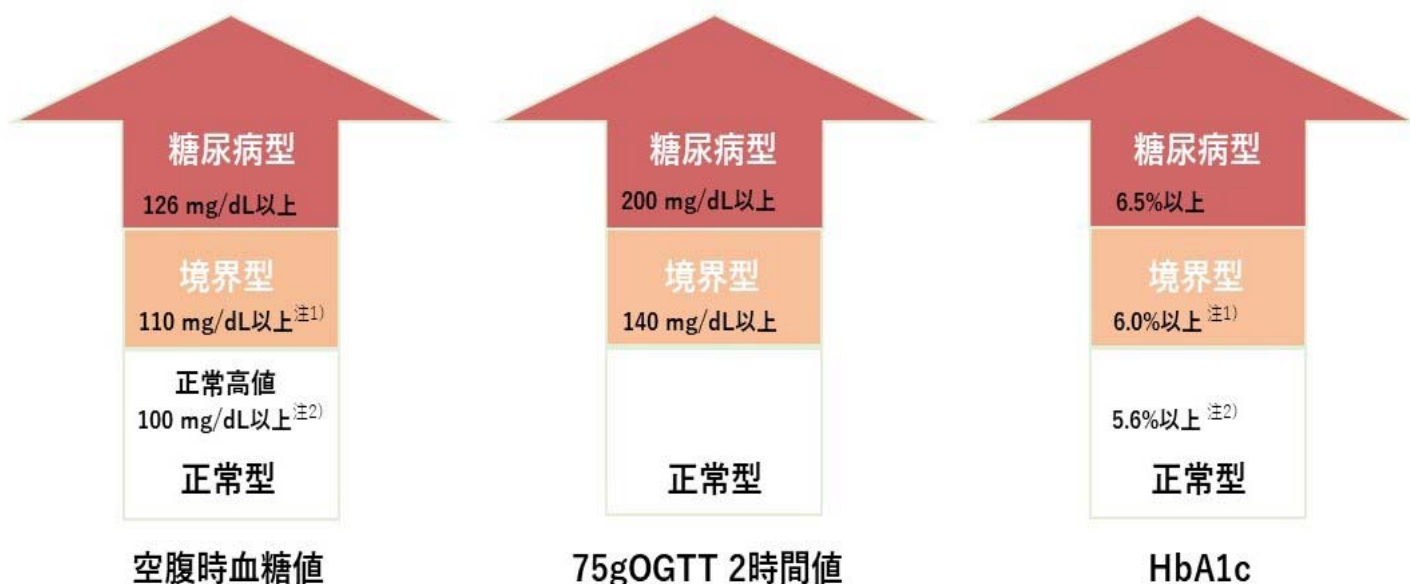 糖尿病型
126 mg/dL以上
境界型
110 mg/dL以上注1)
正常高値
100 mg/dL以上注2)
正常型
空腹時血糖値
糖尿病型
200 mg/dL以上
境界型
140 mg/dL以上
正常型
75gOGTT 2時間値
糖尿病型
6.5%以上
境界型
6.0%以上 注1)
5.6%以上 注2)
正常型
HbA1c